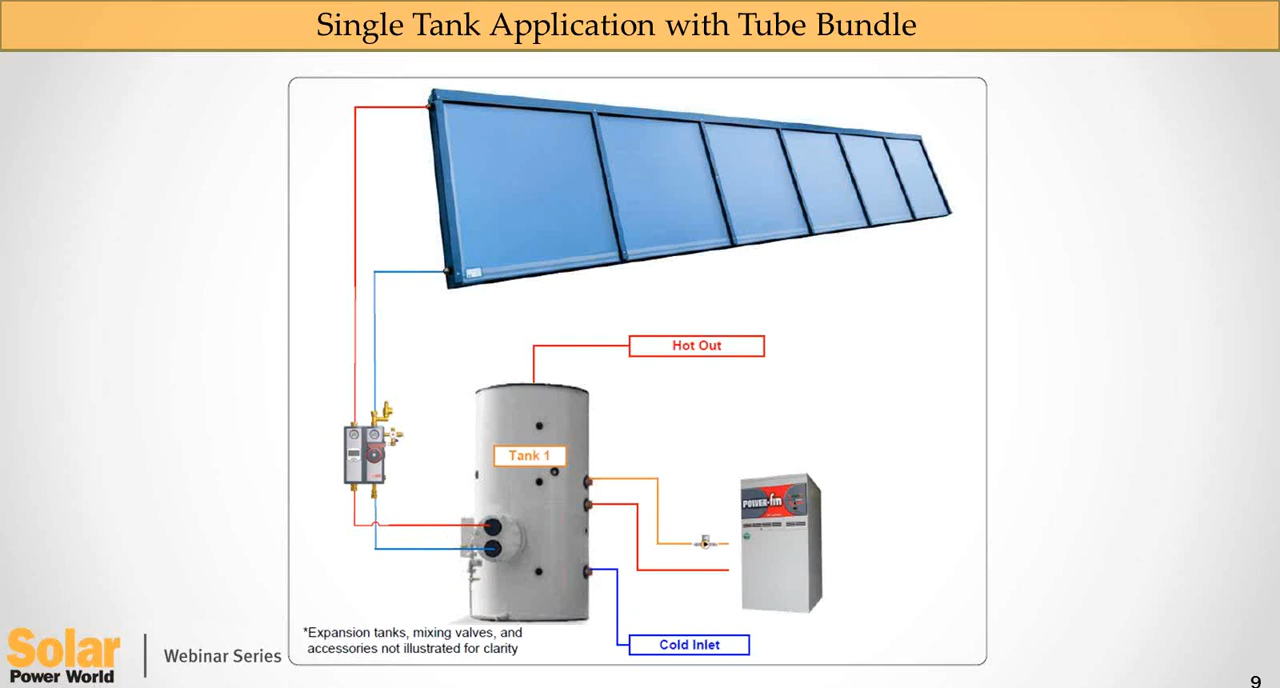 Single Tank Application with Tube Bundle
Hot Out
Tank 1
POWER-fin
*Expansion tanks, mixing valves, and
accessories not illustrated for clarity
Cold Inlet
Solar
Power World
Webinar Series
9